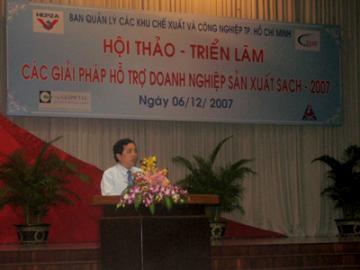 HEPZA
BAN QUẢN LÝ CÁC KHU CHẾ XUẤT VÀ CÔNG NGHIỆP TP. HỒ CHÍ MINH
HỘI THẢO - TRIỂN LÃM
CÁC GIẢI PHÁP HỖ TRỢ DOANH NGHIỆP SẢN XUẤT SẠCH - 2007
Ngày 06/12/ 2007